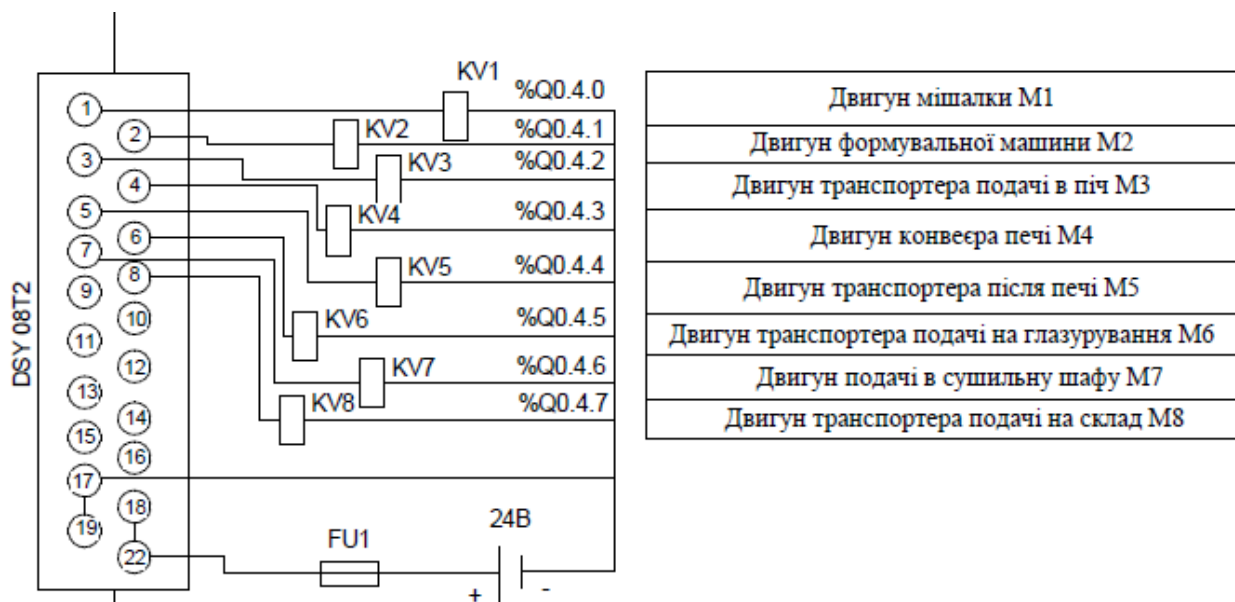 KV1 %Q0.4.0
1
2 KV2 %Q0.4.1
3 KV3 %Q0.4.2
4 KV4 %Q0.4.3
5 KV5 %Q0.4.4
6 KV6 %Q0.4.5
7 KV7 %Q0.4.6
8 KV8 %Q0.4.7
9
10
11
12
13
14
15
16
17
18
19
22
DSY 08T2
FU1
24В
+ -
Двигун мішалки М1
Двигун формувальної машини М2
Двигун транспортера подачі в піч М3
Двигун конвеєра печі М4
Двигун транспортера після печі М5
Двигун транспортера подачі на глазурування М6
Двигун подачі в сушильну шафу М7
Двигун транспортера подачі на склад М8